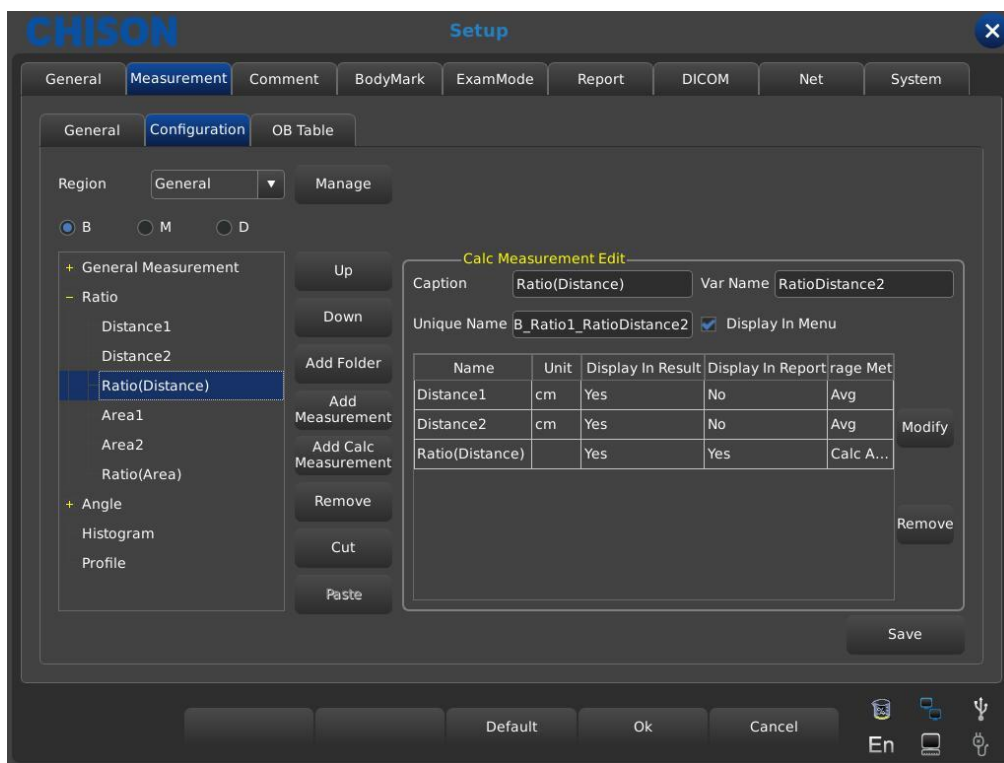 CHISON
Setup
General Measurement Comment BodyMark ExamMode Report DICOM Net System
General Configuration OB Table
Region General Manage
B M D
+ General Measurement
− Ratio
Distance1
Distance2
Ratio(Distance)
Area1
Area2
Ratio(Area)
+ Angle
Histogram
Profile
Up
Down
Add Folder
Add
Measurement
Add Calc
Measurement
Remove
Cut
Paste
Calc Measurement Edit
Caption Ratio(Distance) Var Name RatioDistance2
Unique Name B_Ratio1_RatioDistance2 Display In Menu
Name Unit Display In Result Display In Report rage Met
Distance1 cm Yes No Avg
Distance2 cm Yes No Avg
Ratio(Distance) Yes Yes Calc A...
Modify
Remove
Save
Default Ok Cancel
En